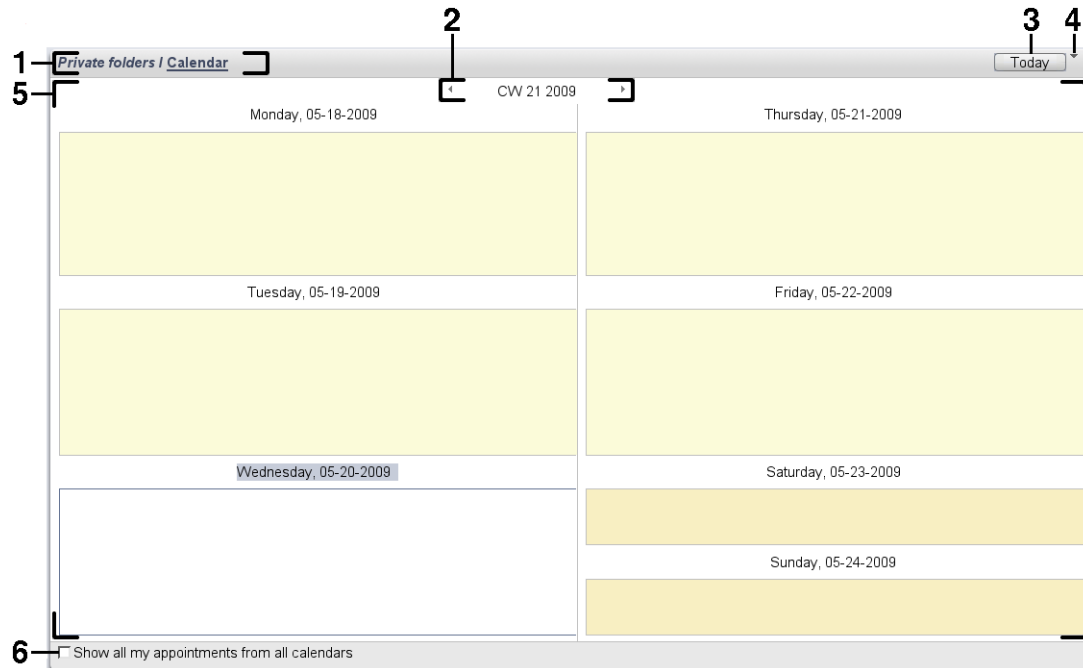 2 3 4
1 Private folders / Calendar Today
5 CW 21 2009
Monday, 05-18-2009 Thursday, 05-21-2009
Tuesday, 05-19-2009 Friday, 05-22-2009
Wednesday, 05-20-2009 Saturday, 05-23-2009
Sunday, 05-24-2009
6 Show all my appointments from all calendars